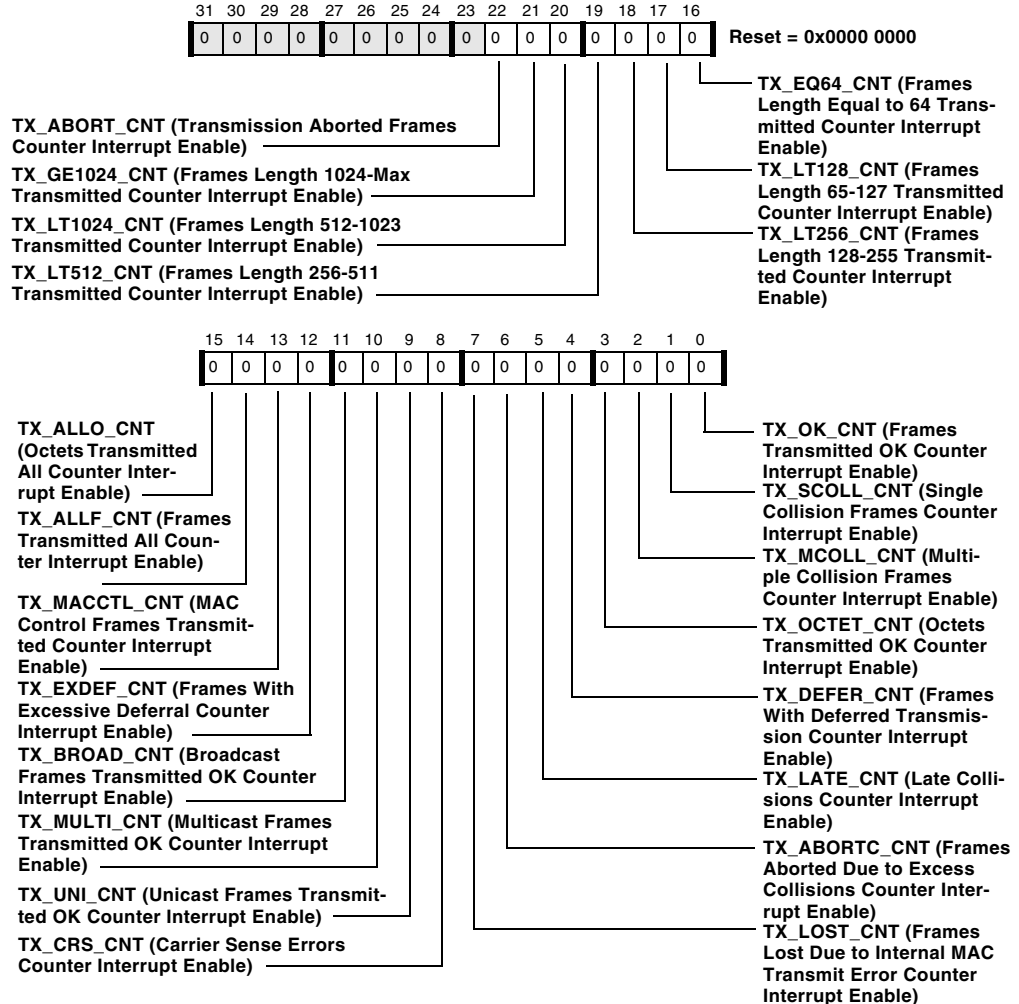 31 30 29 28 27 26 25 24 23 22 21 20 19 18 17 16
0 0 0 0 0 0 0 0 0 0 0 0 0 0 0 0 Reset = 0x0000 0000
TX_ABORT_CNT (Transmission Aborted Frames
Counter Interrupt Enable)
TX_GE1024_CNT (Frames Length 1024-Max
Transmitted Counter Interrupt Enable)
TX_LT1024_CNT (Frames Length 512-1023
Transmitted Counter Interrupt Enable)
TX_LT512_CNT (Frames Length 256-511
Transmitted Counter Interrupt Enable)
TX_EQ64_CNT (Frames
Length Equal to 64 Trans-
mitted Counter Interrupt
Enable)
TX_LT128_CNT (Frames
Length 65-127 Transmitted
Counter Interrupt Enable)
TX_LT256_CNT (Frames
Length 128-255 Transmit-
ted Counter Interrupt
Enable)
15 14 13 12 11 10 9 8 7 6 5 4 3 2 1 0
0 0 0 0 0 0 0 0 0 0 0 0 0 0 0 0
TX_ALLO_CNT
(Octets Transmitted
All Counter Inter-
rupt Enable)
TX_ALLF_CNT (Frames
Transmitted All Coun-
ter Interrupt Enable)
TX_MACCTL_CNT (MAC
Control Frames Transmit-
ted Counter Interrupt
Enable)
TX_EXDEF_CNT (Frames With
Excessive Deferral Counter
Interrupt Enable)
TX_BROAD_CNT (Broadcast
Frames Transmitted OK Counter
Interrupt Enable)
TX_MULTI_CNT (Multicast Frames
Transmitted OK Counter Interrupt
Enable)
TX_UNI_CNT (Unicast Frames Transmit-
ted OK Counter Interrupt Enable)
TX_CRS_CNT (Carrier Sense Errors
Counter Interrupt Enable)
TX_OK_CNT (Frames
Transmitted OK Counter
Interrupt Enable)
TX_SCOLL_CNT (Single
Collision Frames Counter
Interrupt Enable)
TX_MCOLL_CNT (Multi-
ple Collision Frames
Counter Interrupt Enable)
TX_OCTET_CNT (Octets
Transmitted OK Counter
Interrupt Enable)
TX_DEFER_CNT (Frames
With Deferred Transmis-
sion Counter Interrupt
Enable)
TX_LATE_CNT (Late Colli-
sions Counter Interrupt
Enable)
TX_ABORTC_CNT (Frames
Aborted Due to Excess
Collisions Counter Inter-
rupt Enable)
TX_LOST_CNT (Frames
Lost Due to Internal MAC
Transmit Error Counter
Interrupt Enable)